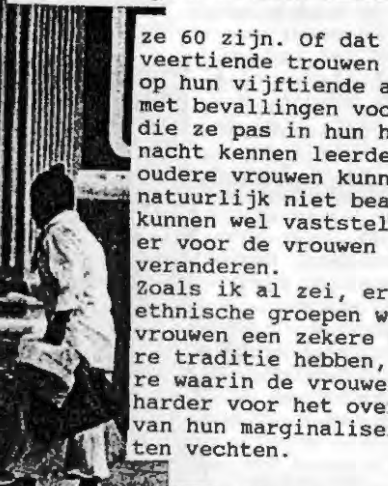 ze 60 zijn. Of dat
veertiende trouwen
op hun vijftiende a
met bevallingen voo
die ze pas in hun h
nacht kennen leerde
oudere vrouwen kunn
natuurlijk niet bea
kunnen wel vaststel
er voor de vrouwen
veranderen.
Zoals ik al zei, er
ethnische groepen w
vrouwen een zekere
re traditie hebben,
re waarin de vrouwe
harder voor het ove
van hun marginalise
ten vechten.